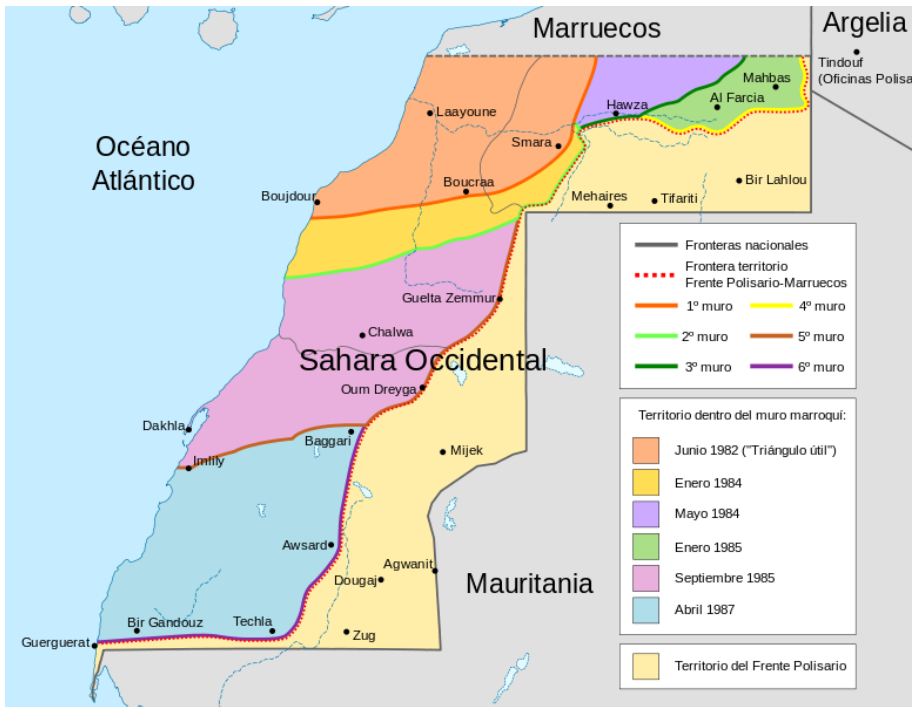 Marruecos
Argelia
Tindouf
(Oficinas Polisa
Mahbas
Al Farcia
Hawza
Laayoune
Smara
Océano
Atlántico
Boucraa
Boujdour
Bir Lahlou
Mehaires
Tifariti
Guelta Zemmur
Chalwa
Sahara Occidental
Oum Dreyga
Dakhla
Baggari
Imlily
Mijek
Awsard
Agwanit
Dougaj
Mauritania
Bir Gandouz
Techla
Zug
Guerguerat
Fronteras nacionales
Frontera territorio
Frente Polisario-Marruecos
1º muro
4º muro
2º muro
5º muro
3º muro
6º muro
Territorio dentro del muro marroquí:
Junio 1982 ("Triángulo útil")
Enero 1984
Mayo 1984
Enero 1985
Septiembre 1985
Abril 1987
Territorio del Frente Polisario